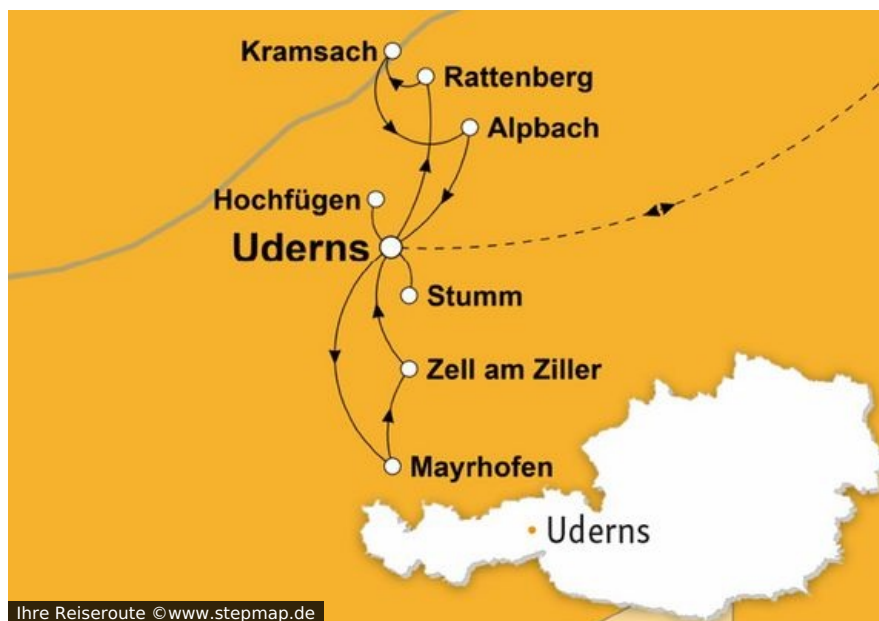 Kramsach
Rattenberg
Alpbach
Hochfügen
Uderns
Stumm
Zell am Ziller
Mayrhofen
Uderns
Ihre Reiseroute ©www.stepmap.de